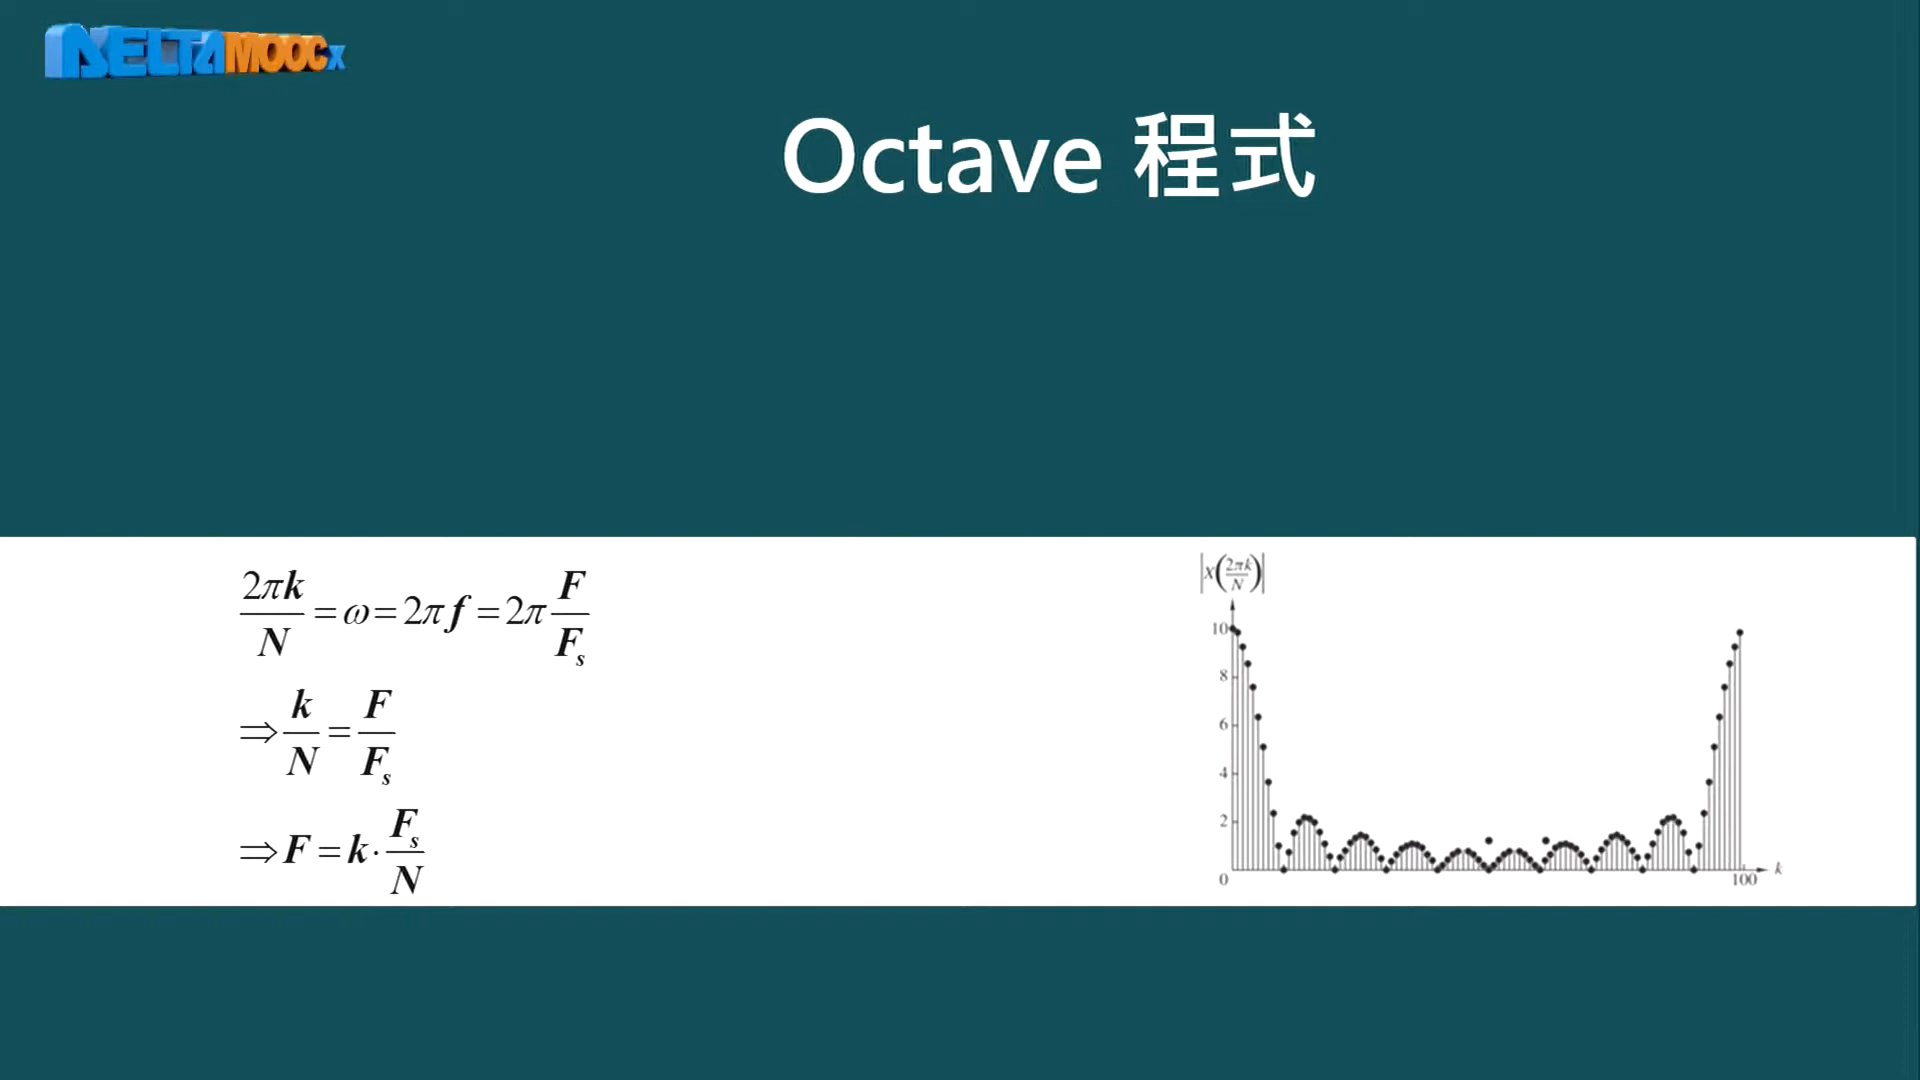 DELTAMOOCx
Octave 程式
2πk/N = ω = 2πf = 2π F/Fs
⇒ k/N = F/Fs
⇒ F = k · Fs/N
|X(2πk/N)|
10
8
6
4
2
0
100
k